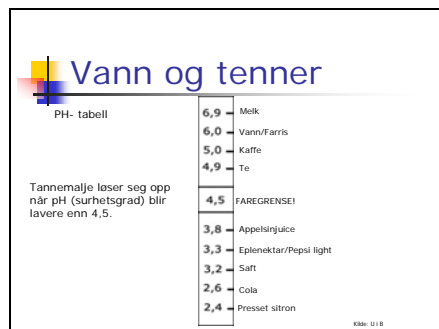 Vann og tenner
PH- tabell
Tannemalje løser seg opp
når pH (surhetsgrad) blir
lavere enn 4,5.
6,9 Melk
6,0 Vann/Farris
5,0 Kaffe
4,9 Te
4,5 FAREGRENSE!
3,8 Appelsinjuice
3,3 Eplenektar/Pepsi light
3,2 Saft
2,6 Cola
2,4 Presset sitron
Kilde: U I B